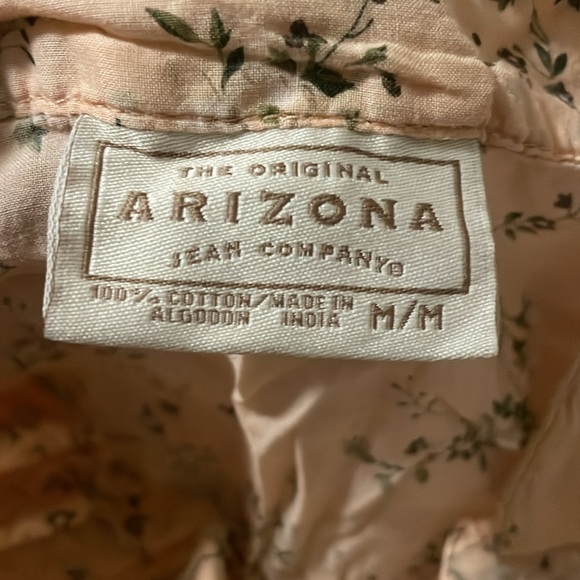 THE ORIGINAL
ARIZONA
JEAN COMPANY®
100% COTTON/MADE IN
ALGODON INDIA M/M